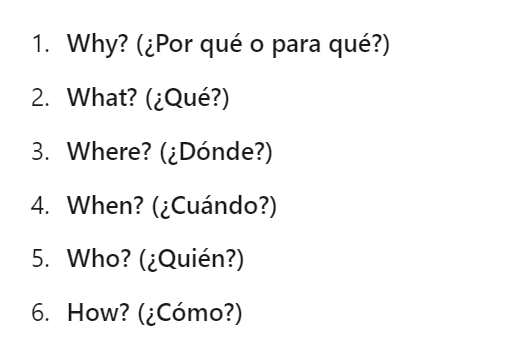 1. Why? (¿Por qué o para qué?)
2. What? (¿Qué?)
3. Where? (¿Dónde?)
4. When? (¿Cuándo?)
5. Who? (¿Quién?)
6. How? (¿Cómo?)